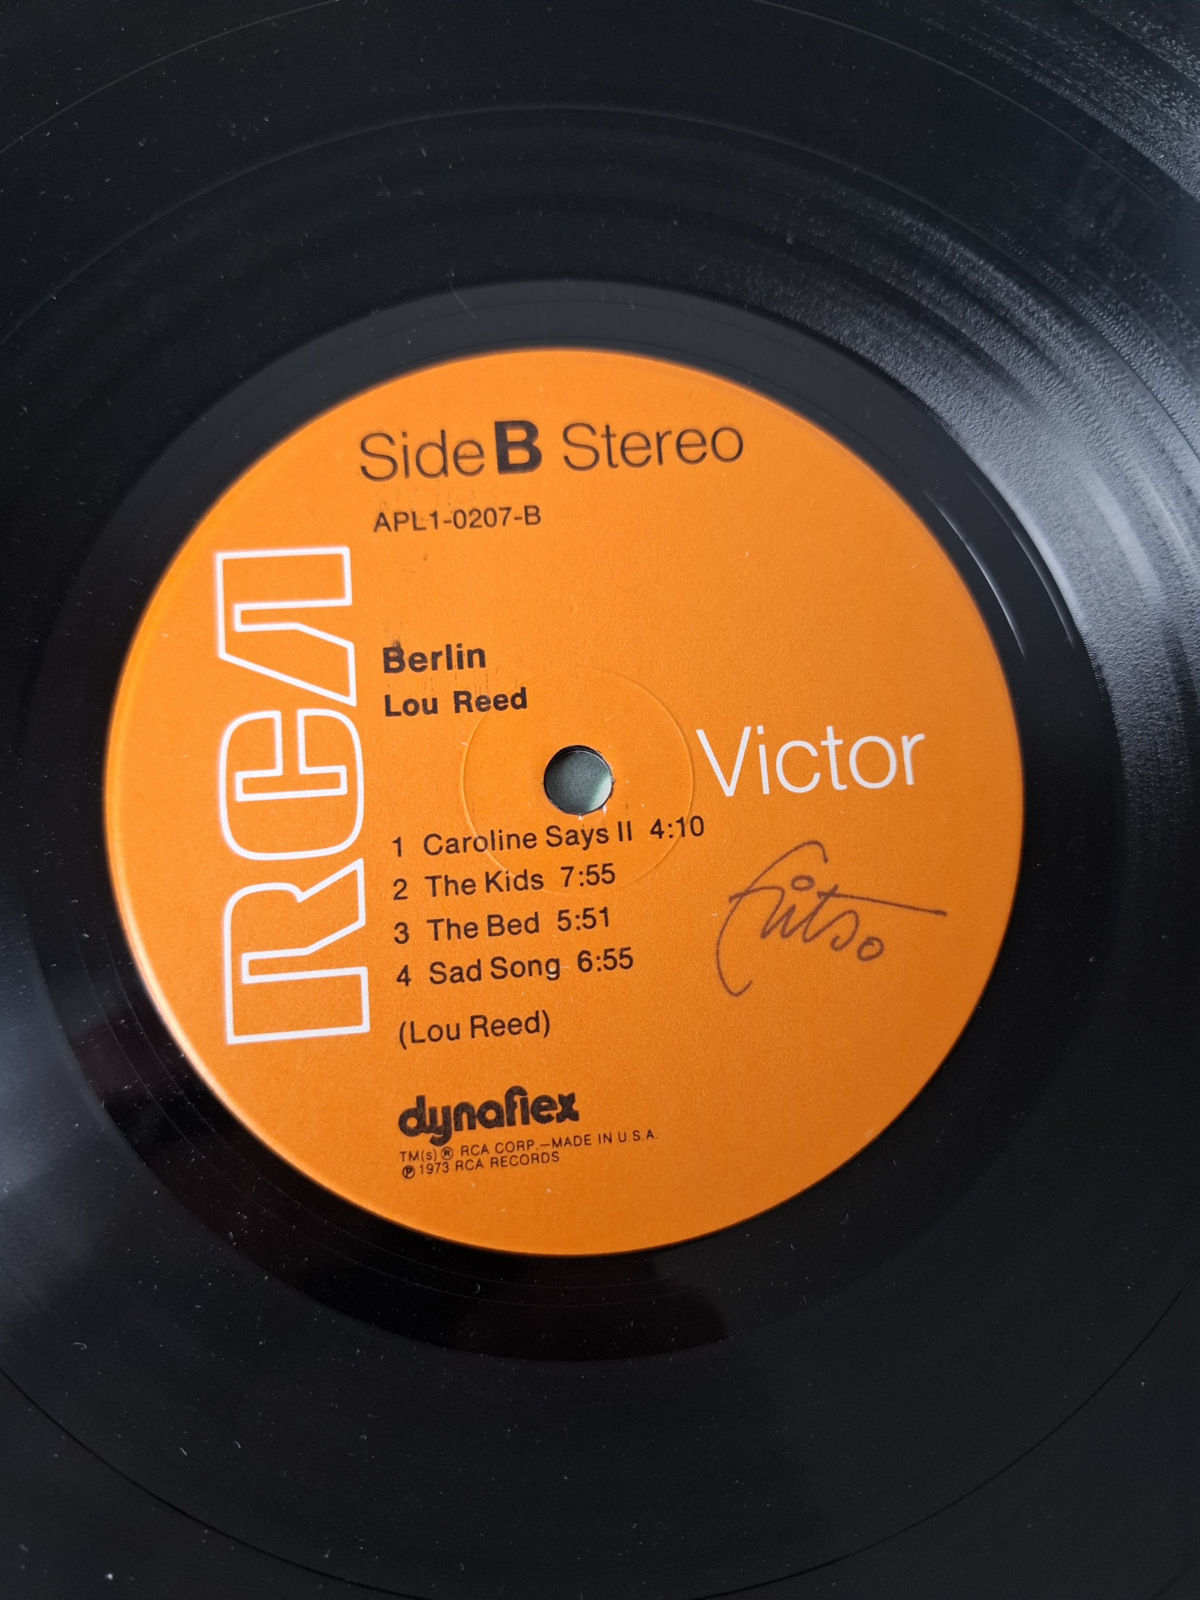 Side B Stereo
APL1-0207-B
RCA
Berlin
Lou Reed
Victor
1 Caroline Says II 4:10
2 The Kids 7:55
3 The Bed 5:51
4 Sad Song 6:55
(Lou Reed)
Fritso
dynaflex
TM(s) ® RCA CORP.—MADE IN U.S.A.
℗ 1973 RCA RECORDS